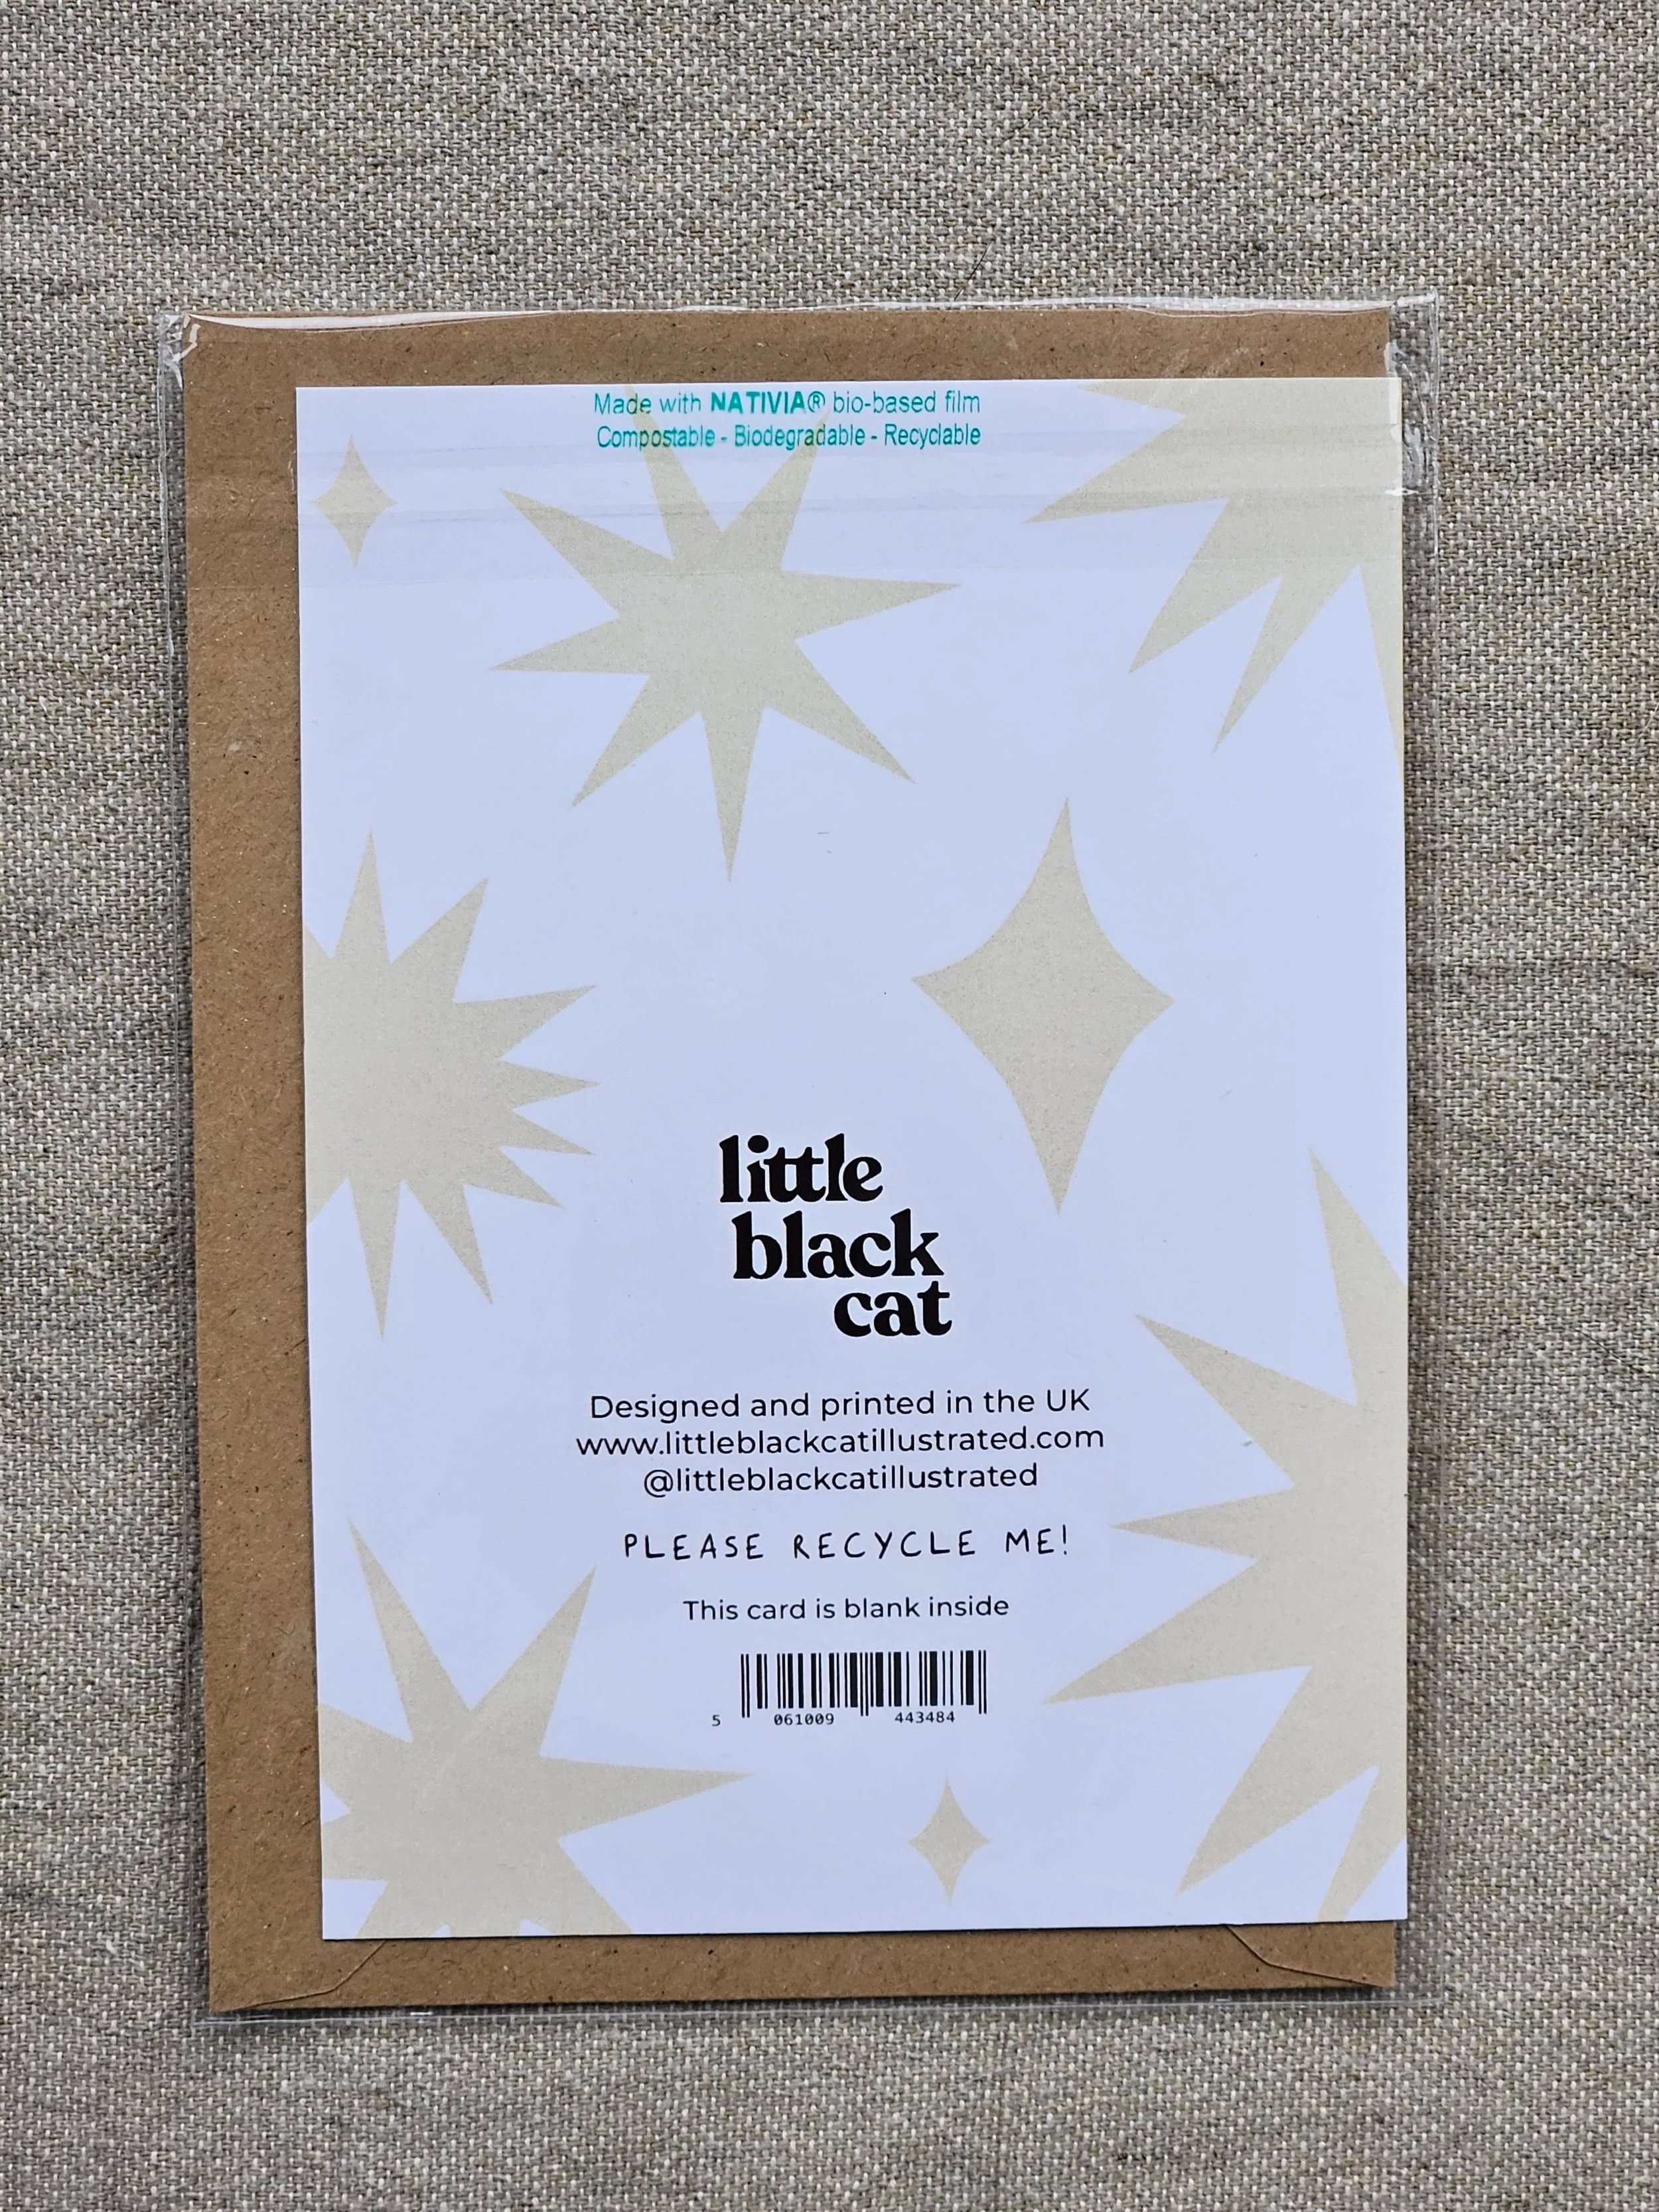 Made with NATIVIA® bio-based film
Compostable - Biodegradable - Recyclable
little
black
cat
Designed and printed in the UK
www.littleblackcatillustrated.com
@littleblackcatillustrated
PLEASE RECYCLE ME!
This card is blank inside
5 061009 443484